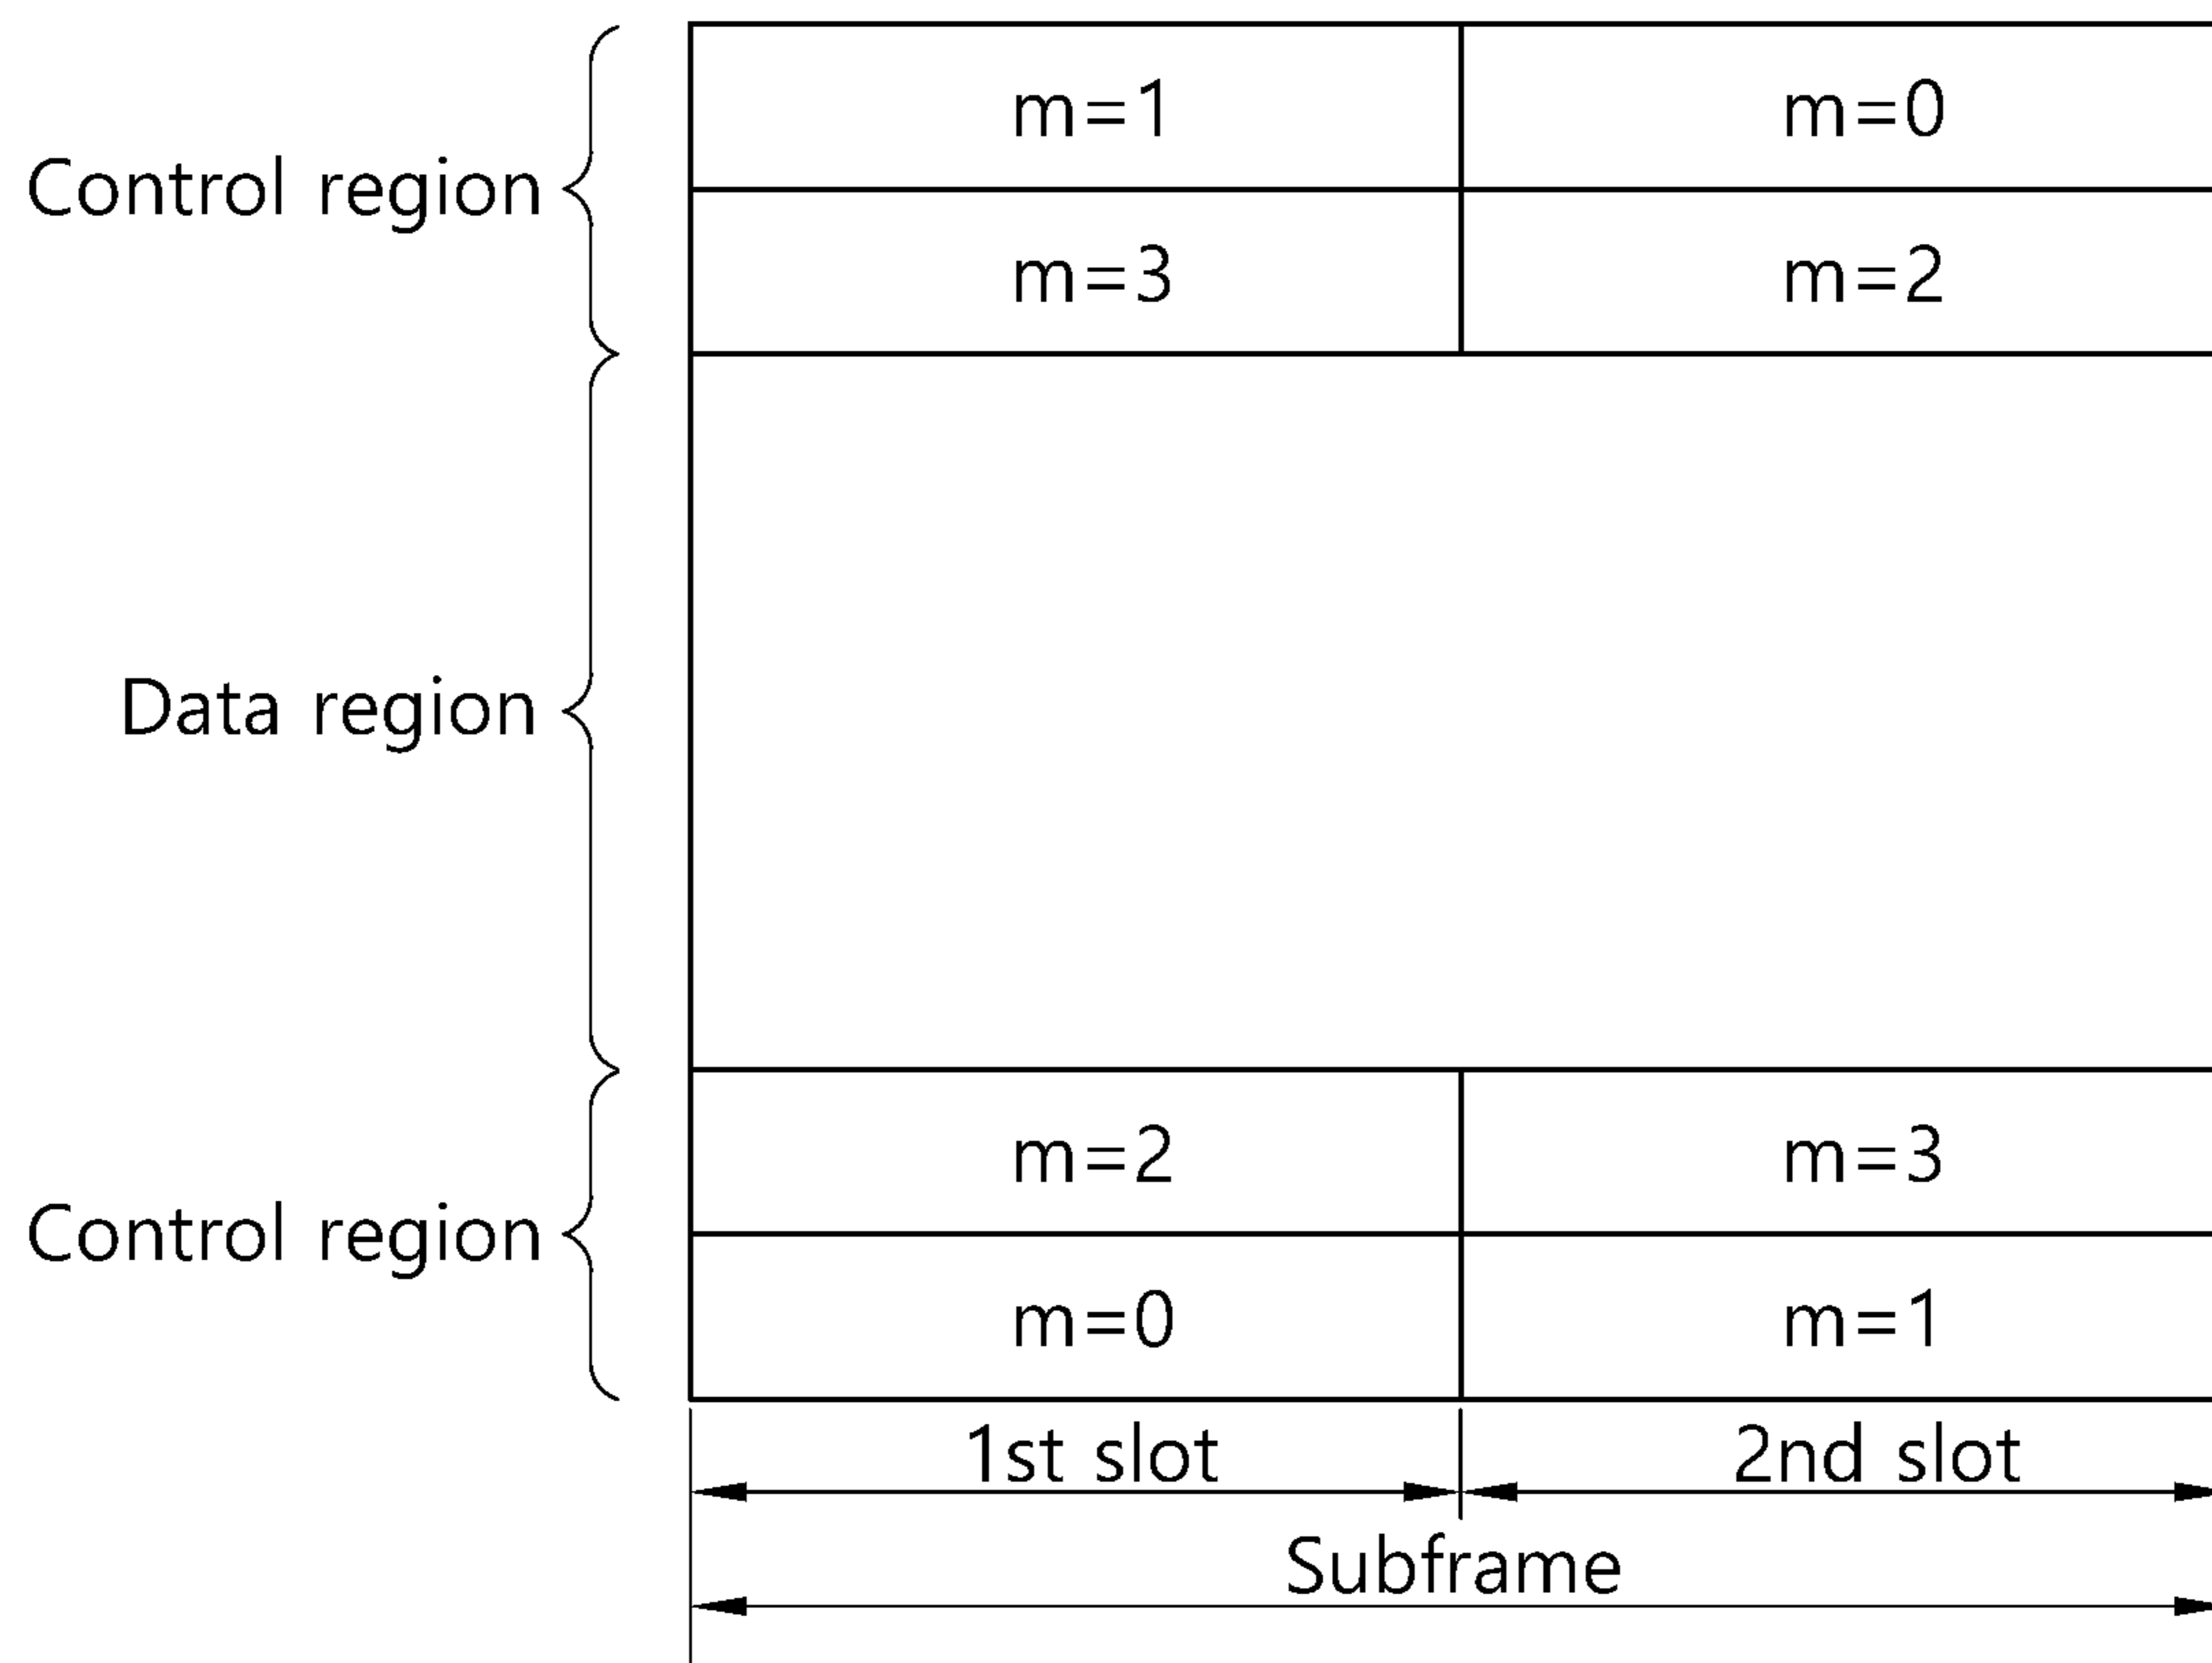 m=1 m=0
Control region
m=3 m=2
Data region
m=2 m=3
Control region
m=0 m=1
1st slot 2nd slot
Subframe